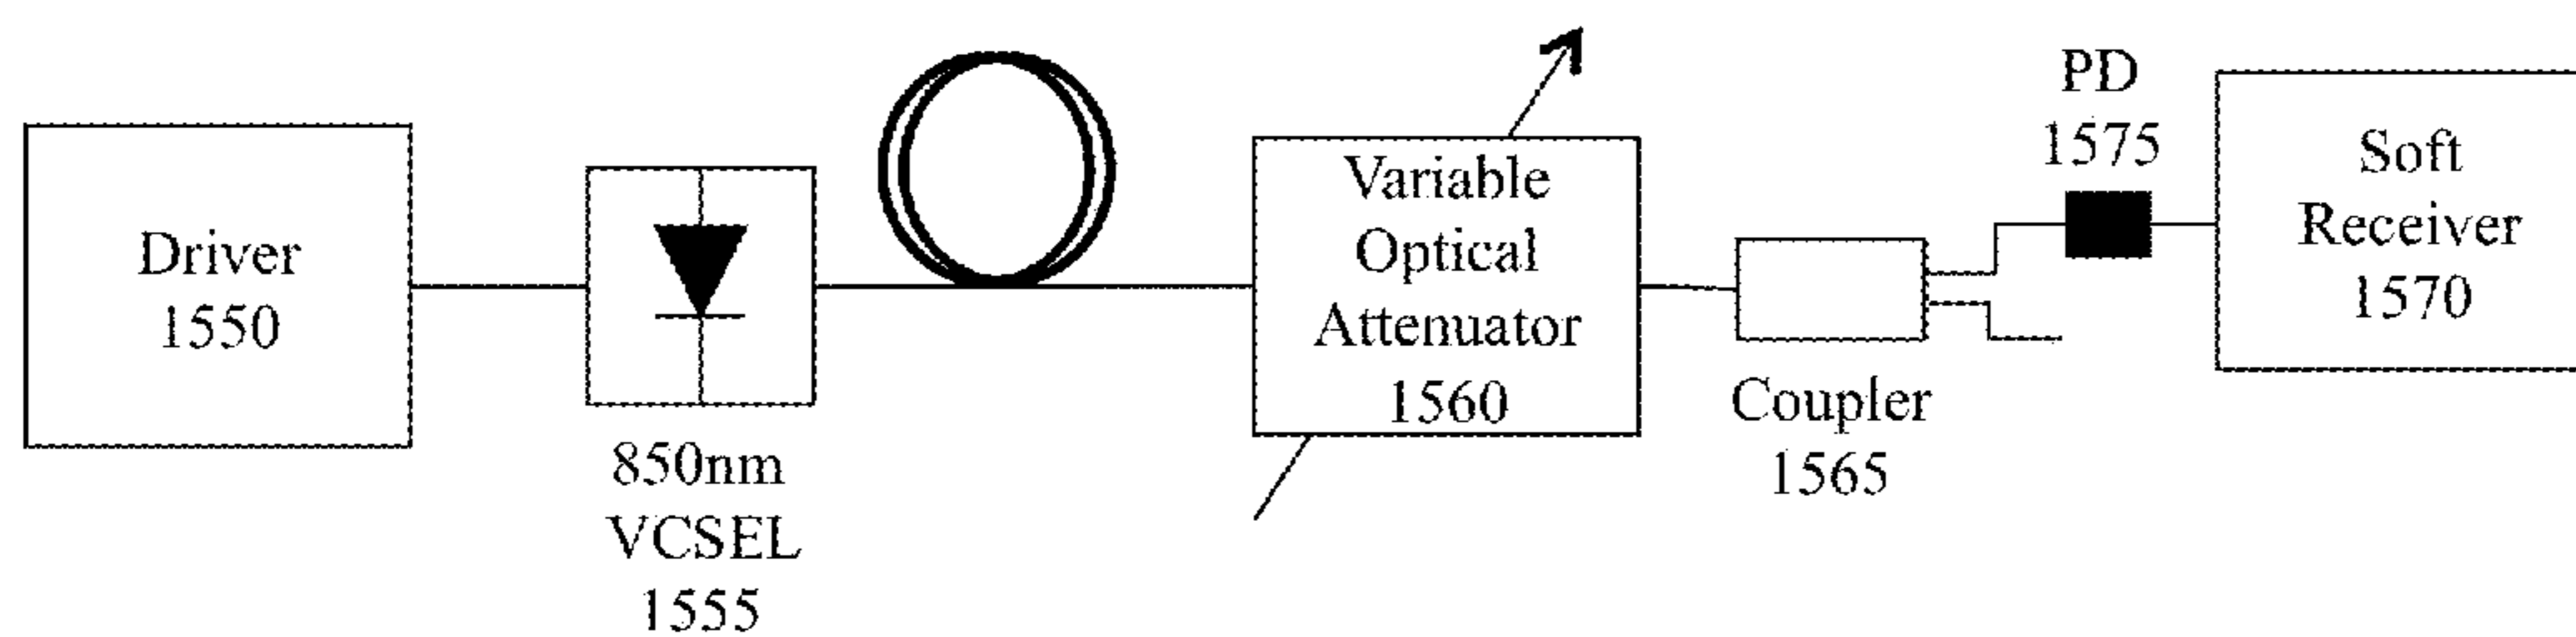 Driver
1550
850nm
VCSEL
1555
Variable
Optical
Attenuator
1560
Coupler
1565
PD
1575
Soft
Receiver
1570